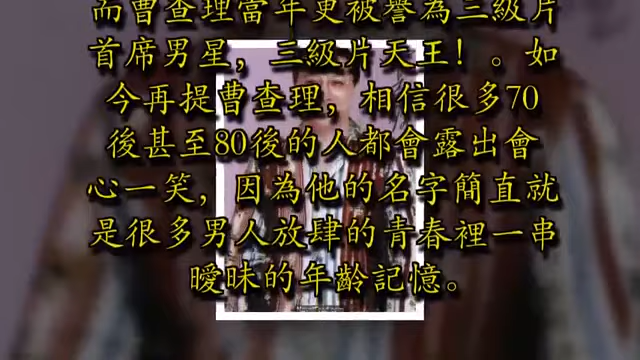 而曹查理當年更被譽為三級片
首席男星，三級片天王！。如
今再提曹查理，相信很多70
後甚至80後的人都會露出會
心一笑，因為他的名字簡直就
是很多男人放肆的青春裡一串
曖昧的年齡記憶。